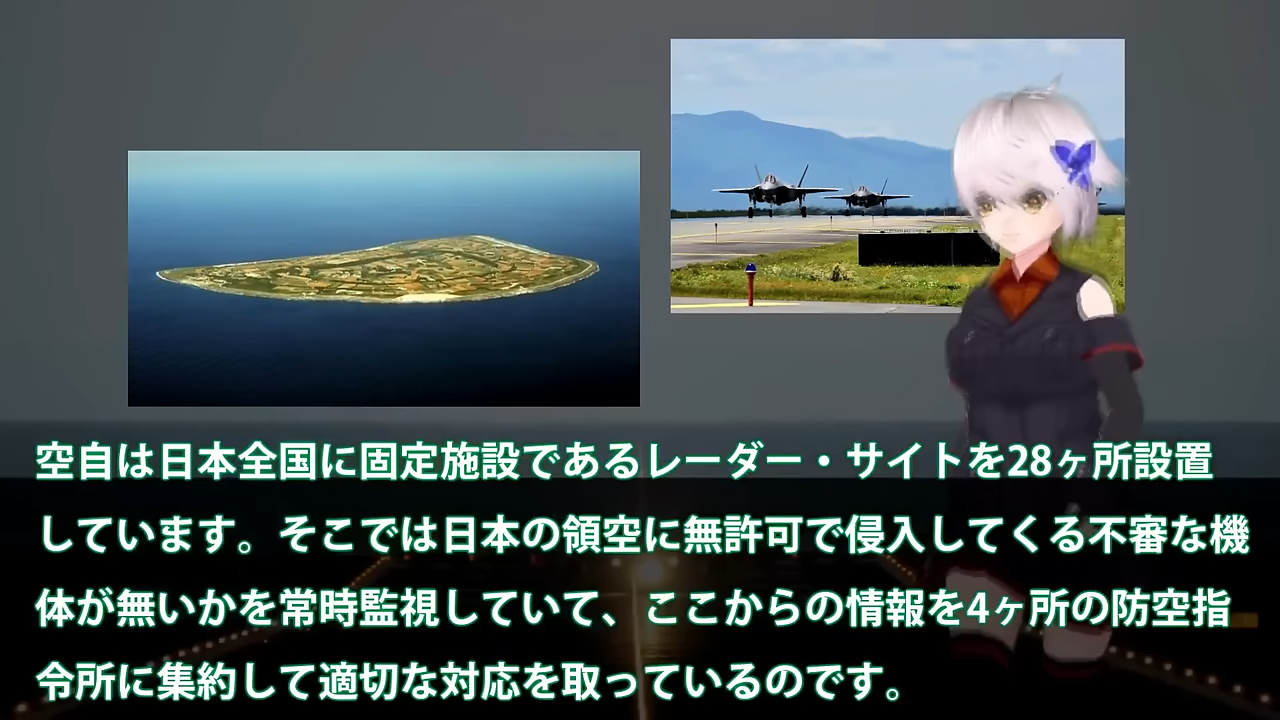 空自は日本全国に固定施設であるレーダー・サイトを28ヶ所設置
しています。そこでは日本の領空に無許可で侵入してくる不審な機
体が無いかを常時監視していて、ここからの情報を4ヶ所の防空指
令所に集約して適切な対応を取っているのです。